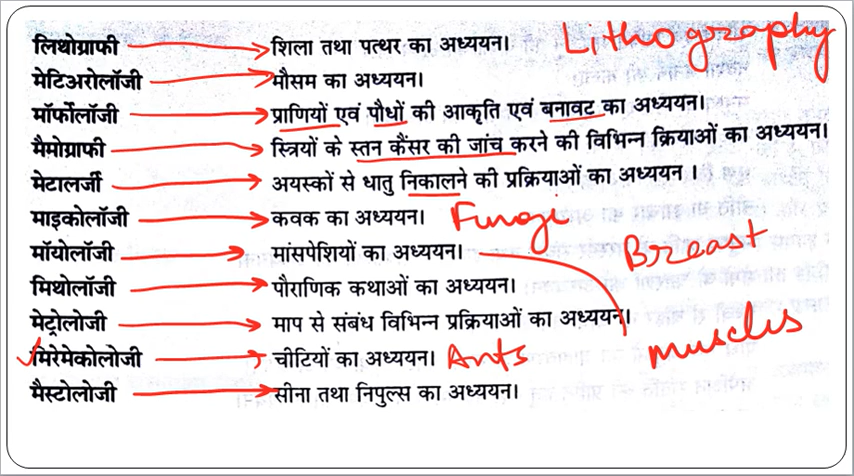 लिथोग्राफी शिला तथा पत्थर का अध्ययन। Lithography
मेटिअरोलॉजी मौसम का अध्ययन।
मॉर्फोलॉजी प्राणियों एवं पौधों की आकृति एवं बनावट का अध्ययन।
मैमोग्राफी स्त्रियों के स्तन कैंसर की जांच करने की विभिन्न क्रियाओं का अध्ययन।
मेटालर्जी अयस्कों से धातु निकालने की प्रक्रियाओं का अध्ययन ।
माइकोलॉजी कवक का अध्ययन। Fungi
मॉयोलॉजी मांसपेशियों का अध्ययन। Breast
मिथोलॉजी पौराणिक कथाओं का अध्ययन।
मेट्रोलोजी माप से संबंध विभिन्न प्रक्रियाओं का अध्ययन। muscles
मिरेमेकोलोजी चीटियों का अध्ययन। Ants
मैस्टोलोजी सीना तथा निपुल्स का अध्ययन।